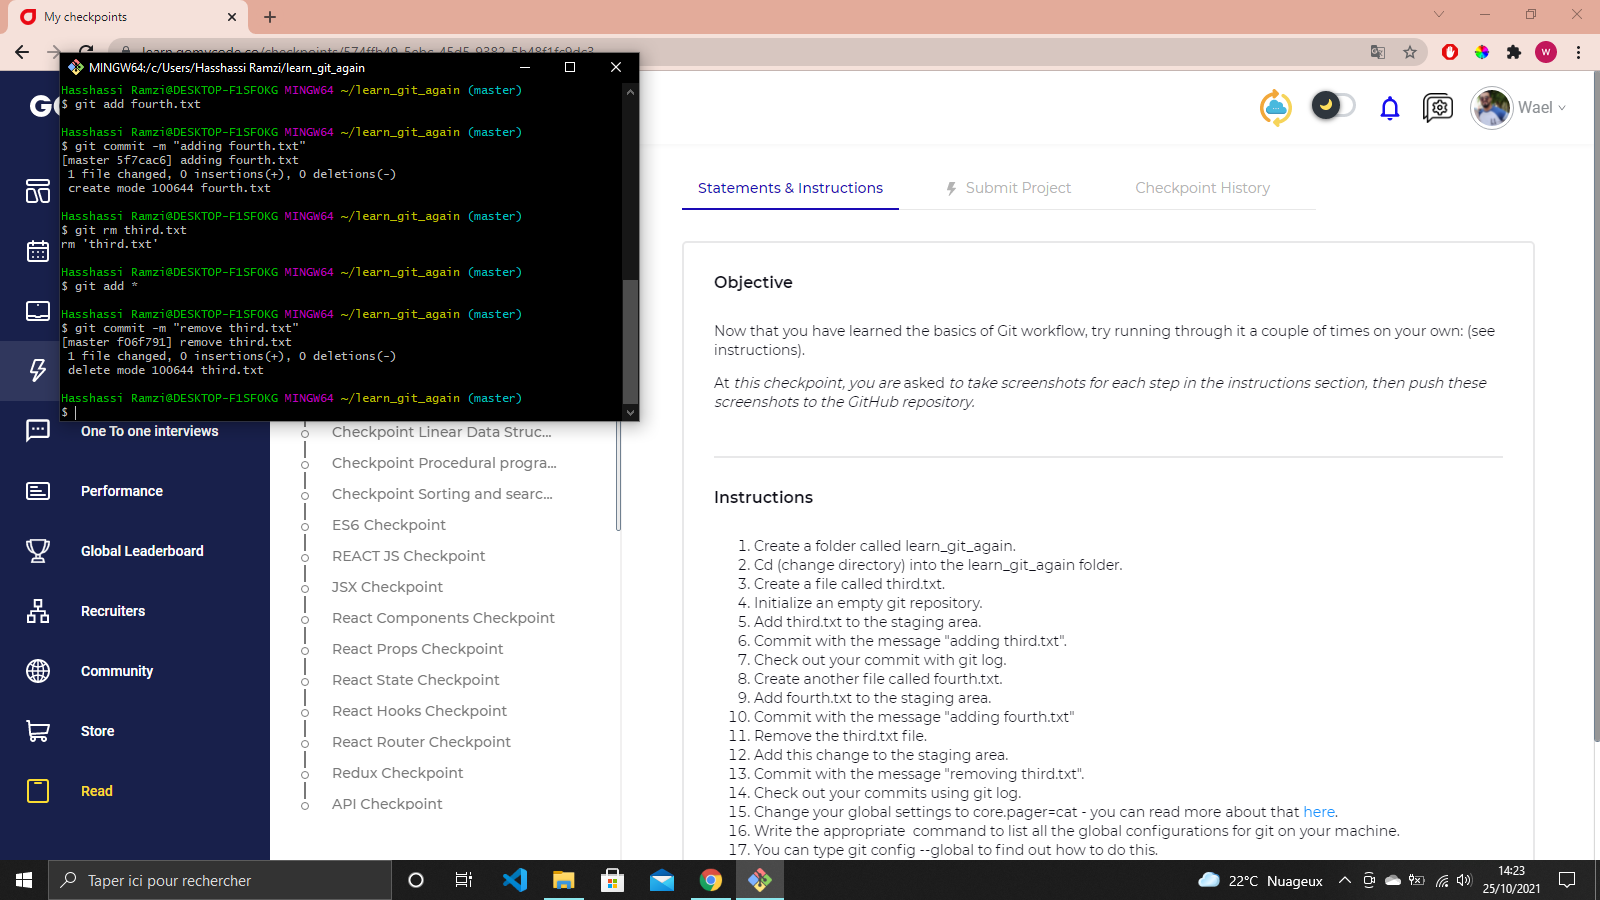 My checkpoints
learn.gomycode.co/checkpoints/574ffb49-5ebc-45d5-9382-5b48f1fc9dc3
W
MINGW64:/c/Users/Hasshassi Ramzi/learn_git_again
Hasshassi Ramzi@DESKTOP-F1SFOKG MINGW64 ~/learn_git_again (master)
$ git add fourth.txt
Hasshassi Ramzi@DESKTOP-F1SFOKG MINGW64 ~/learn_git_again (master)
$ git commit -m "adding fourth.txt"
[master 5f7cac6] adding fourth.txt
1 file changed, 0 insertions(+), 0 deletions(-)
create mode 100644 fourth.txt
Hasshassi Ramzi@DESKTOP-F1SFOKG MINGW64 ~/learn_git_again (master)
$ git rm third.txt
rm 'third.txt'
Hasshassi Ramzi@DESKTOP-F1SFOKG MINGW64 ~/learn_git_again (master)
$ git add *
Hasshassi Ramzi@DESKTOP-F1SFOKG MINGW64 ~/learn_git_again (master)
$ git commit -m "remove third.txt"
[master f06f791] remove third.txt
1 file changed, 0 insertions(+), 0 deletions(-)
delete mode 100644 third.txt
Hasshassi Ramzi@DESKTOP-F1SFOKG MINGW64 ~/learn_git_again (master)
$
One To one interviews
Performance
Global Leaderboard
Recruiters
Community
Store
Read
Checkpoint Linear Data Struc...
Checkpoint Procedural progra...
Checkpoint Sorting and searc...
ES6 Checkpoint
REACT JS Checkpoint
JSX Checkpoint
React Components Checkpoint
React Props Checkpoint
React State Checkpoint
React Hooks Checkpoint
React Router Checkpoint
Redux Checkpoint
API Checkpoint
Wael
Statements & Instructions
Submit Project
Checkpoint History
Objective
Now that you have learned the basics of Git workflow, try running through it a couple of times on your own: (see
instructions).
At this checkpoint, you are asked to take screenshots for each step in the instructions section, then push these
screenshots to the GitHub repository.
Instructions
1. Create a folder called learn_git_again.
2. Cd (change directory) into the learn_git_again folder.
3. Create a file called third.txt.
4. Initialize an empty git repository.
5. Add third.txt to the staging area.
6. Commit with the message "adding third.txt".
7. Check out your commit with git log.
8. Create another file called fourth.txt.
9. Add fourth.txt to the staging area.
10. Commit with the message "adding fourth.txt"
11. Remove the third.txt file.
12. Add this change to the staging area.
13. Commit with the message "removing third.txt".
14. Check out your commits using git log.
15. Change your global settings to core.pager=cat - you can read more about that here.
16. Write the appropriate command to list all the global configurations for git on your machine.
17. You can type git config --global to find out how to do this.
Taper ici pour rechercher
22°C Nuageux
14:23
25/10/2021